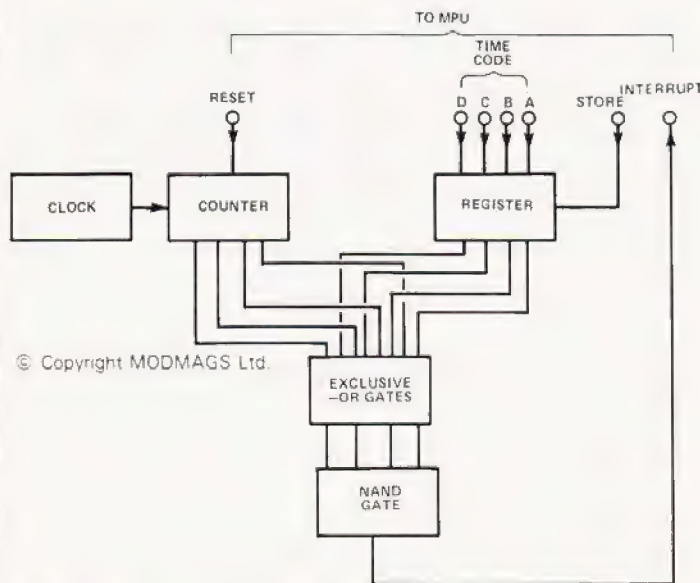 TO MPU
TIME
CODE
RESET
D C B A
STORE
INTERRUPT
CLOCK
COUNTER
REGISTER
© Copyright MODMAGS Ltd.
EXCLUSIVE
-OR GATES
NAND
GATE